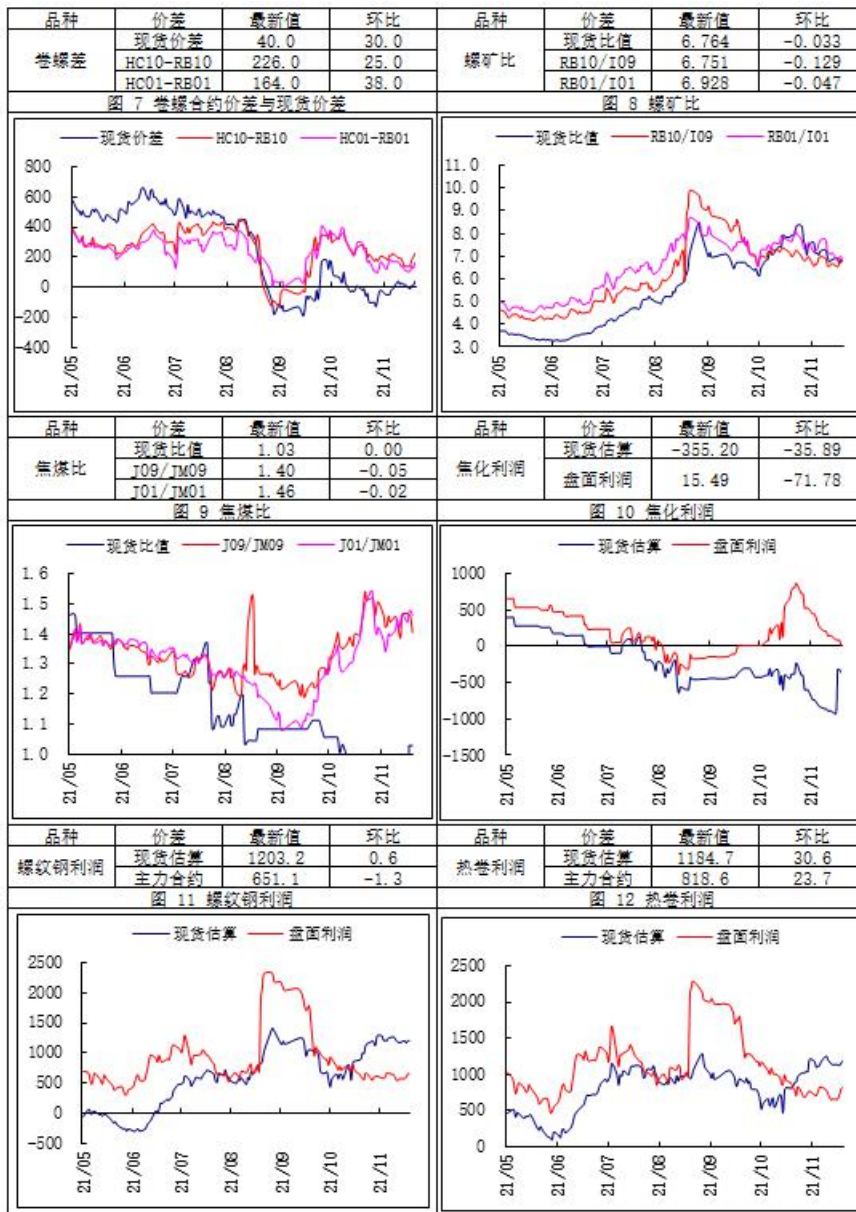 品种 价差 最新值 环比 品种 价差 最新值 环比
卷螺差 现货价差 40.0 30.0 螺矿比 现货比值 6.764 -0.033
HC10-RB10 226.0 25.0 RB10/I09 6.751 -0.129
HC01-RB01 164.0 38.0 RB01/I01 6.928 -0.047
图 7 卷螺合约价差与现货价差 图 8 螺矿比
现货价差 HC10-RB10 HC01-RB01
800
600
400
200
0
-200
-400
21/05 21/06 21/07 21/08 21/09 21/10 21/11
现货比值 RB10/I09 RB01/I01
11.0
10.0
9.0
8.0
7.0
6.0
5.0
4.0
3.0
21/05 21/06 21/07 21/08 21/09 21/10 21/11
品种 价差 最新值 环比 品种 价差 最新值 环比
焦煤比 现货比值 1.03 0.00 焦化利润 现货估算 -355.20 -35.89
J09/JM09 1.40 -0.05 盘面利润 15.49 -71.78
J01/JM01 1.46 -0.02
图 9 焦煤比 图 10 焦化利润
现货比值 J09/JM09 J01/JM01
1.6
1.5
1.4
1.3
1.2
1.1
1.0
21/05 21/06 21/07 21/08 21/09 21/10 21/11
现货估算 盘面利润
1000
500
0
-500
-1000
-1500
21/05 21/06 21/07 21/08 21/09 21/10 21/11
品种 价差 最新值 环比 品种 价差 最新值 环比
螺纹钢利润 现货估算 1203.2 0.6 热卷利润 现货估算 1184.7 30.6
主力合约 651.1 -1.3 主力合约 818.6 23.7
图 11 螺纹钢利润 图 12 热卷利润
现货估算 盘面利润
2500
2000
1500
1000
500
0
-500
21/05 21/06 21/07 21/08 21/09 21/10 21/11
现货估算 盘面利润
2500
2000
1500
1000
500
0
21/05 21/06 21/07 21/08 21/09 21/10 21/11